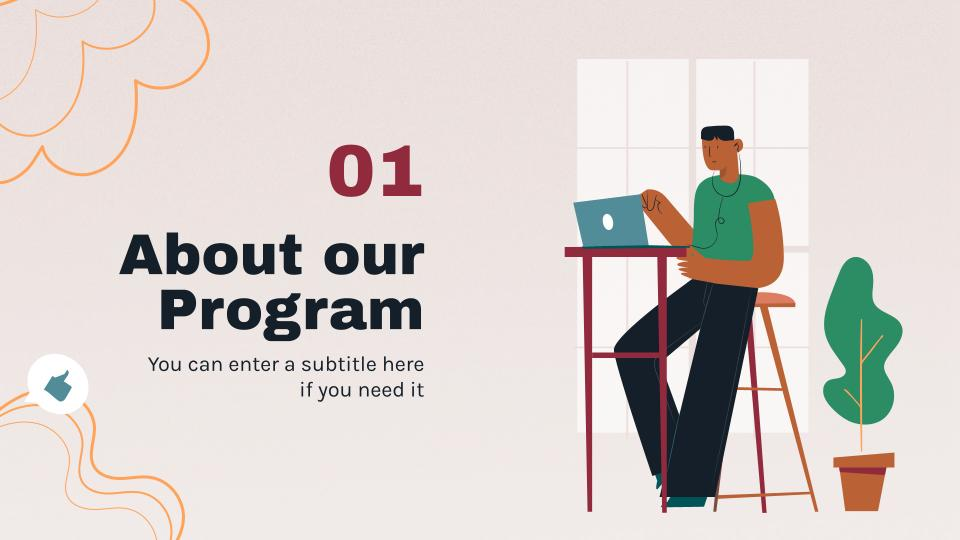 01
About our
Program
You can enter a subtitle here
if you need it